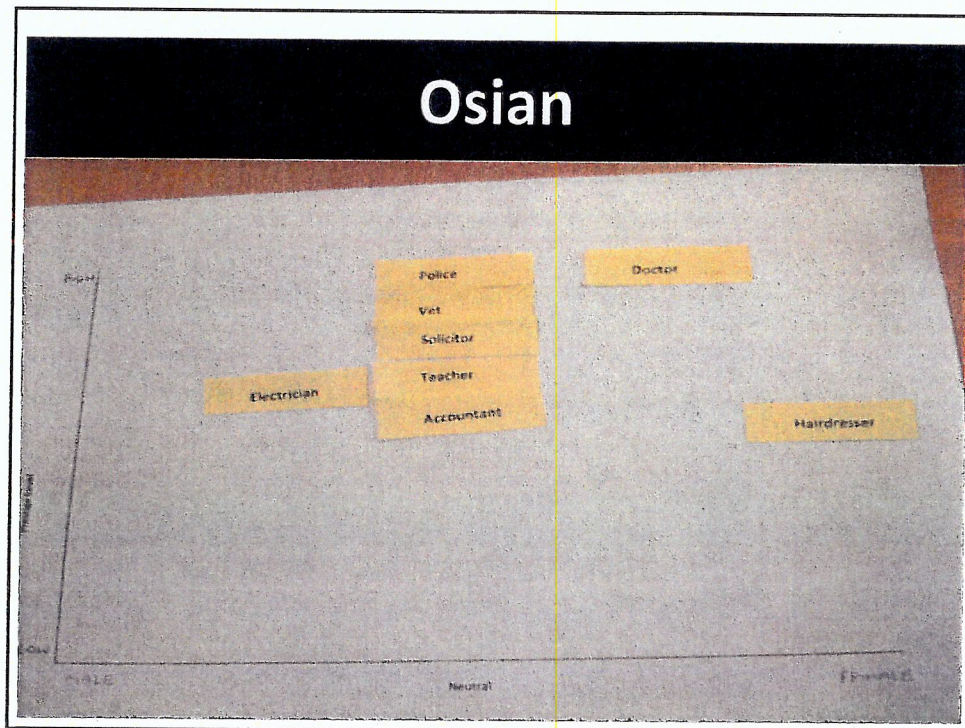 Osian
HIGH
Police
Doctor
Vet
Solicitor
Teacher
Electrician
Accountant
Hairdresser
LOW
MALE
Neutral
FEMALE